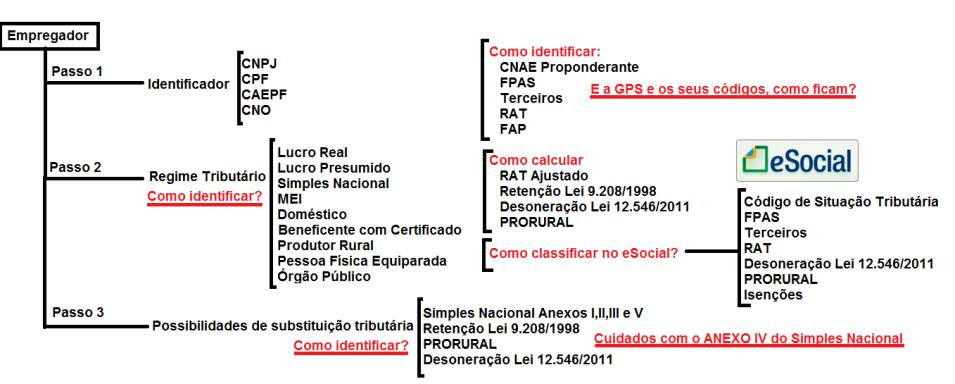 Empregador
Passo 1
Identificador
CNPJ
CPF
CAEPF
CNO
Como identificar:
CNAE Proponderante
FPAS
Terceiros
RAT
FAP
E a GPS e os seus códigos, como ficam?
Passo 2
Regime Tributário
Como identificar?
Lucro Real
Lucro Presumido
Simples Nacional
MEI
Doméstico
Beneficente com Certificado
Produtor Rural
Pessoa Física Equiparada
Órgão Público
Como calcular
RAT Ajustado
Retenção Lei 9.208/1998
Desoneração Lei 12.546/2011
PRORURAL
Como classificar no eSocial?
eSocial
Código de Situação Tributária
FPAS
Terceiros
RAT
Desoneração Lei 12.546/2011
PRORURAL
Isenções
Passo 3
Possibilidades de substituição tributária
Como identificar?
Simples Nacional Anexos I,II,III e V
Retenção Lei 9.208/1998
PRORURAL
Desoneração Lei 12.546/2011
Cuidados com o ANEXO IV do Simples Nacional